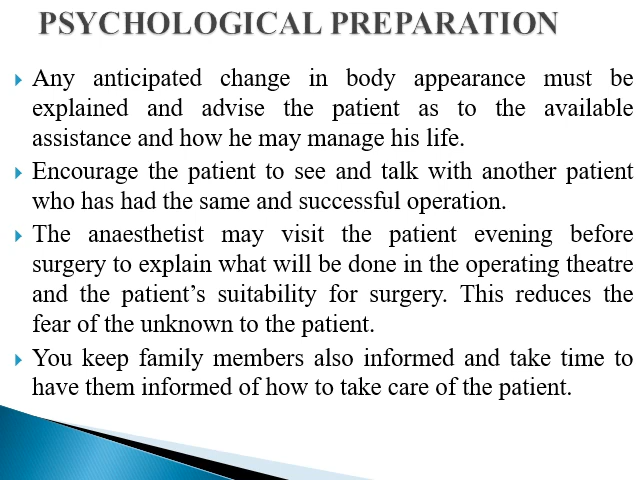 PSYCHOLOGICAL PREPARATION
Any anticipated change in body appearance must be
explained and advise the patient as to the available
assistance and how he may manage his life.
Encourage the patient to see and talk with another patient
who has had the same and successful operation.
The anaesthetist may visit the patient evening before
surgery to explain what will be done in the operating theatre
and the patient’s suitability for surgery. This reduces the
fear of the unknown to the patient.
You keep family members also informed and take time to
have them informed of how to take care of the patient.